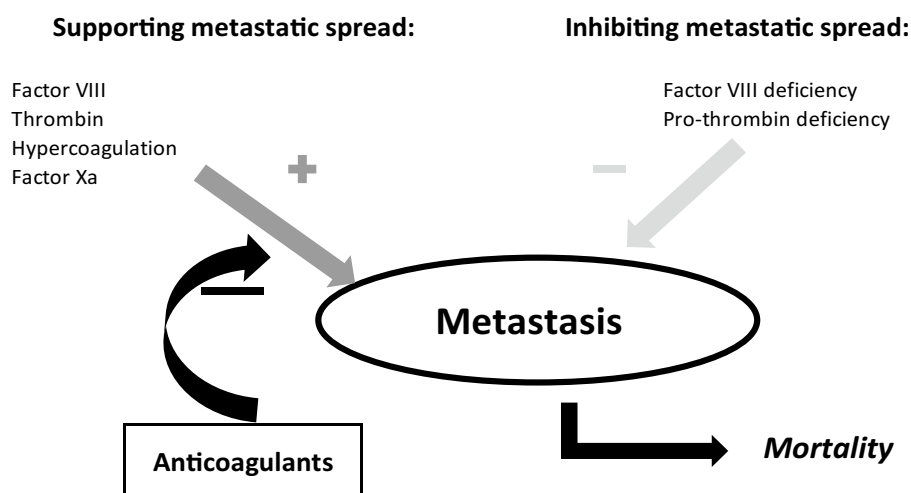 Supporting metastatic spread:
Inhibiting metastatic spread:
Factor VIII
Thrombin
Hypercoagulation
Factor Xa
Factor VIII deficiency
Pro-thrombin deficiency
+
−
−
Metastasis
Anticoagulants
Mortality